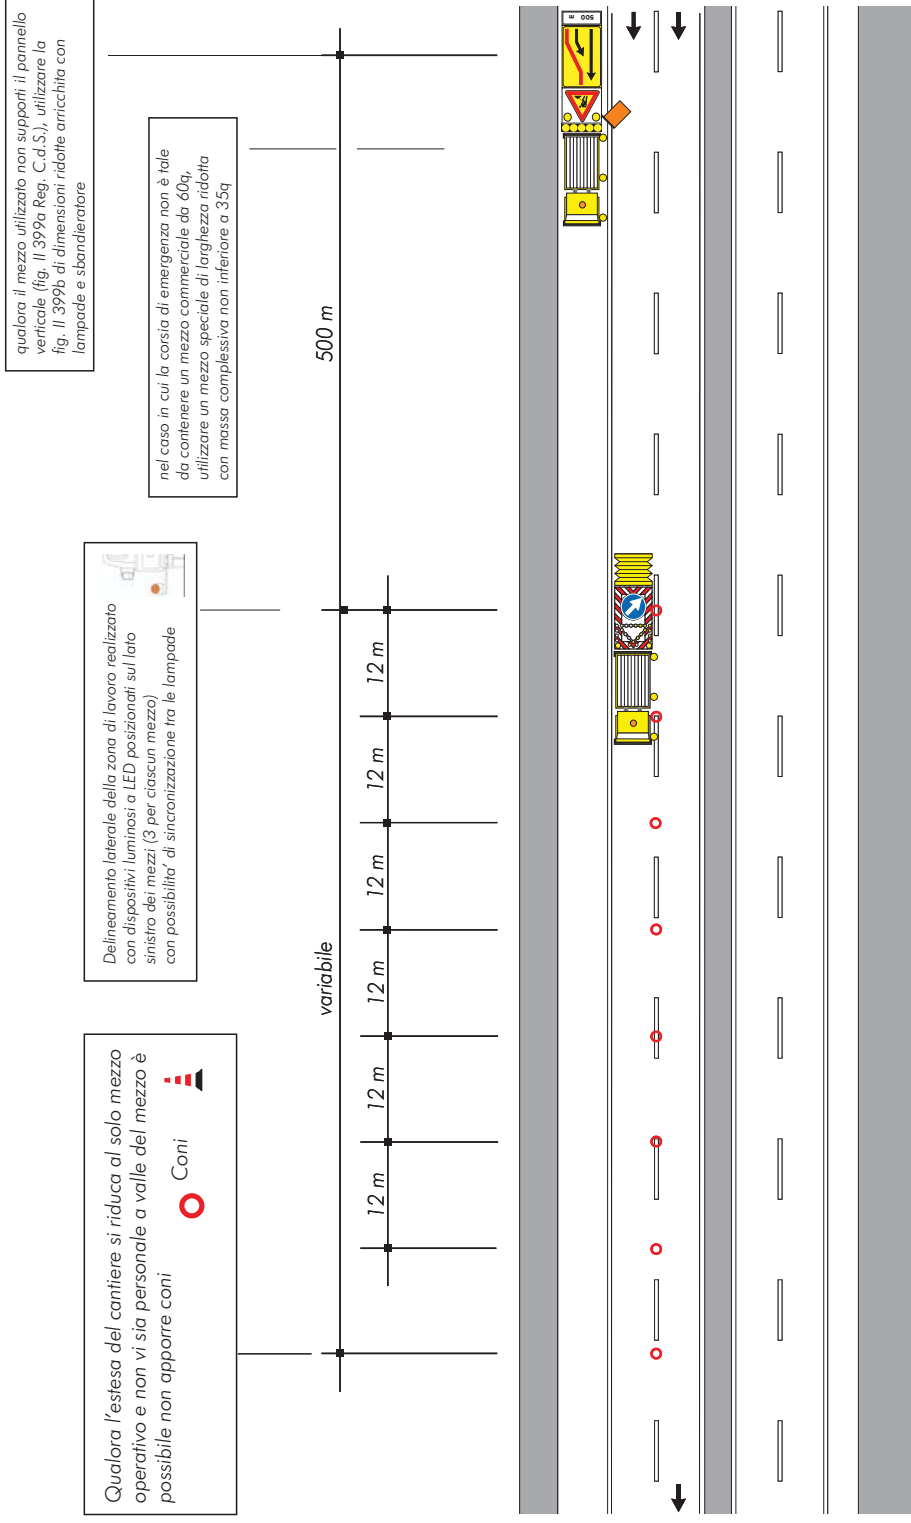 qualora il mezzo utilizzato non supporti il pannello
verticale (fig. II 399a Reg. C.d.S.), utilizzare la
fig. II 399b di dimensioni ridotte arricchita con
lampade e sbandieratore
nel caso in cui la corsia di emergenza non è tale
da contenere un mezzo commerciale da 60q,
utilizzare un mezzo speciale di larghezza ridotta
con massa complessiva non inferiore a 35q
Delineamento laterale della zona di lavoro realizzato
con dispositivi luminosi a LED posizionati sul lato
sinistro dei mezzi (3 per ciascun mezzo)
con possibilita' di sincronizzazione tra le lampade
Qualora l'estesa del cantiere si riduca al solo mezzo
operativo e non vi sia personale a valle del mezzo è
possibile non apporre coni
Coni
500 m
variabile
12 m
12 m
12 m
12 m
12 m
12 m
500 m